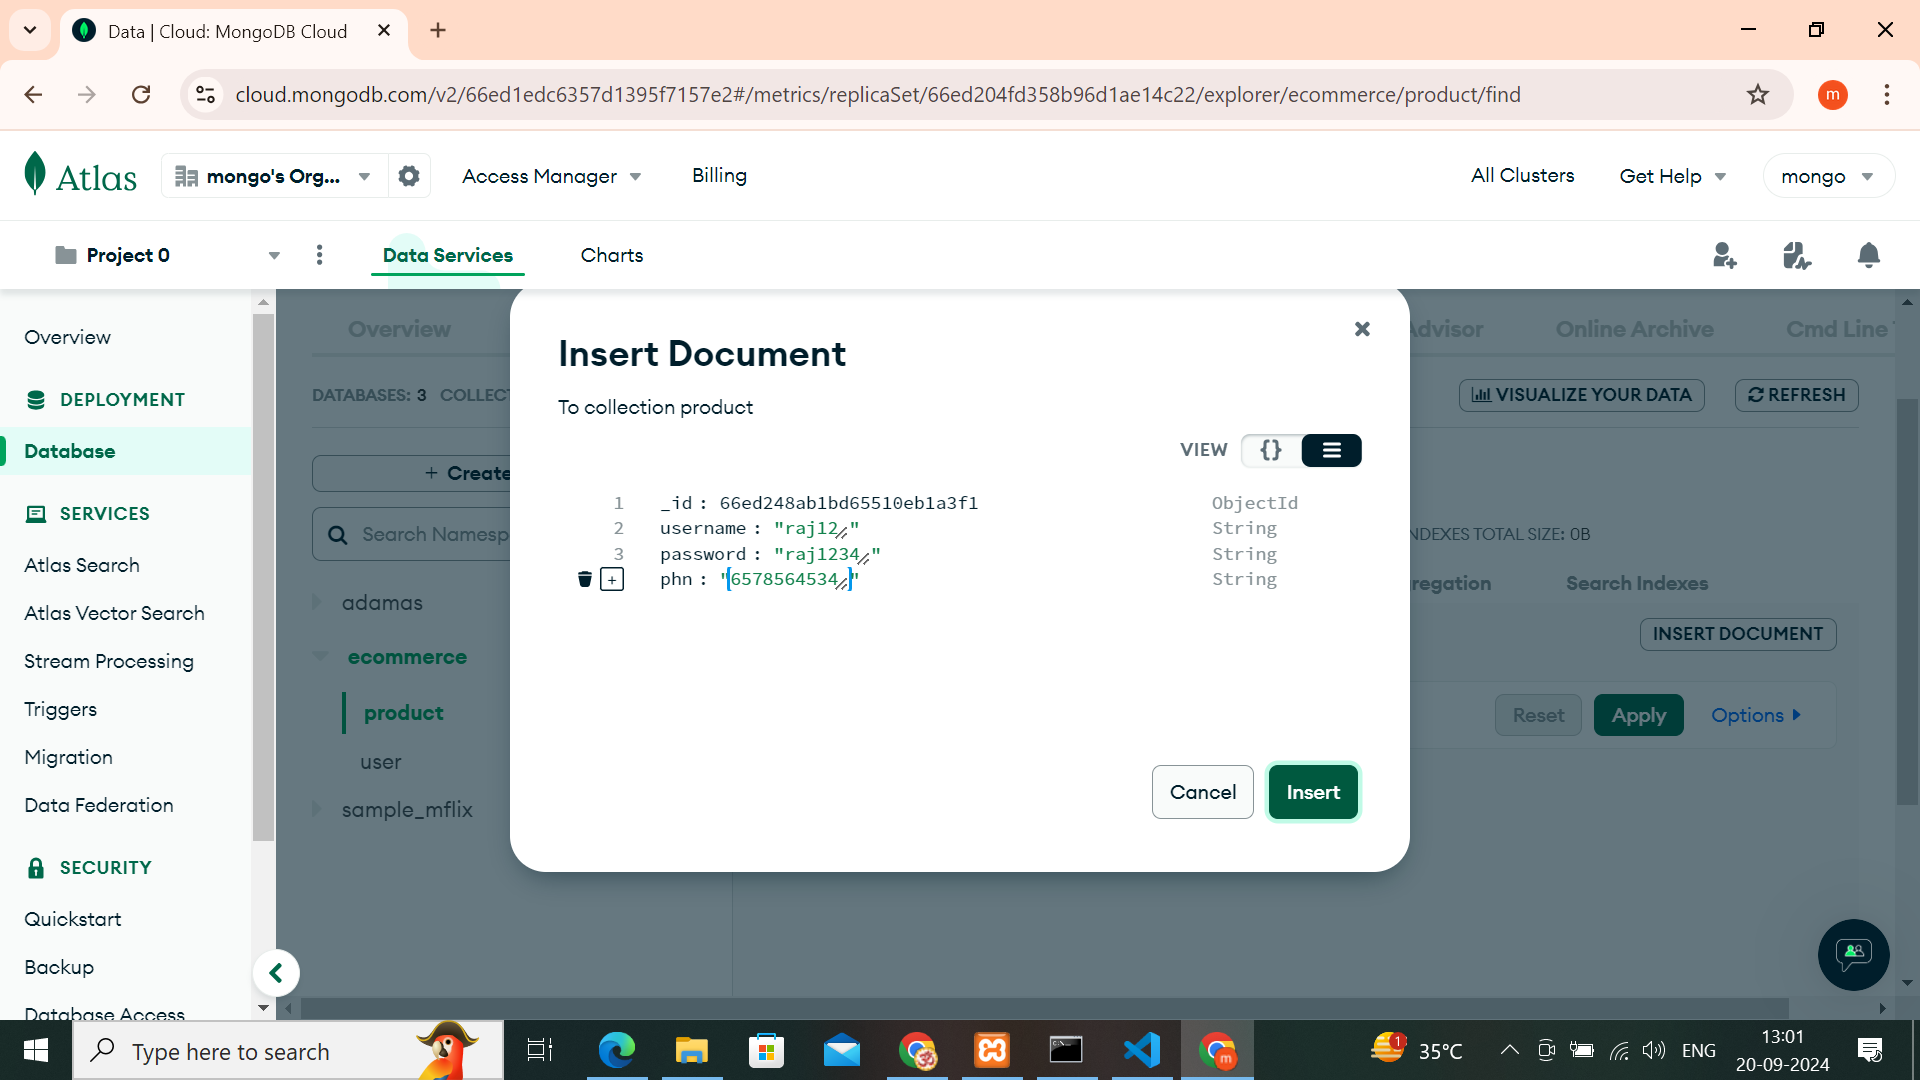 Data | Cloud: MongoDB Cloud
cloud.mongodb.com/v2/66ed1edc6357d1395f7157e2#/metrics/replicaSet/66ed204fd358b96d1ae14c22/explorer/ecommerce/product/find
m
Atlas
mongo's Org...
Access Manager
Billing
All Clusters
Get Help
mongo
Project 0
Data Services
Charts
Overview
DEPLOYMENT
Database
SERVICES
Atlas Search
Atlas Vector Search
Stream Processing
Triggers
Migration
Data Federation
SECURITY
Quickstart
Backup
Database Access
Overview
Advisor
Online Archive
Cmd Line
DATABASES: 3 COLLECT
VISUALIZE YOUR DATA
REFRESH
+ Create
Search Namesp
adamas
ecommerce
product
user
sample_mflix
NDEXES TOTAL SIZE: 0B
regation
Search Indexes
INSERT DOCUMENT
Reset
Apply
Options
Insert Document
To collection product
VIEW {}
1 _id : 66ed248ab1bd65510eb1a3f1 ObjectId
2 username : "raj12" String
3 password : "raj1234" String
phn : "6578564534" String
Cancel
Insert
Type here to search
m
1
35°C
ENG
13:01
20-09-2024